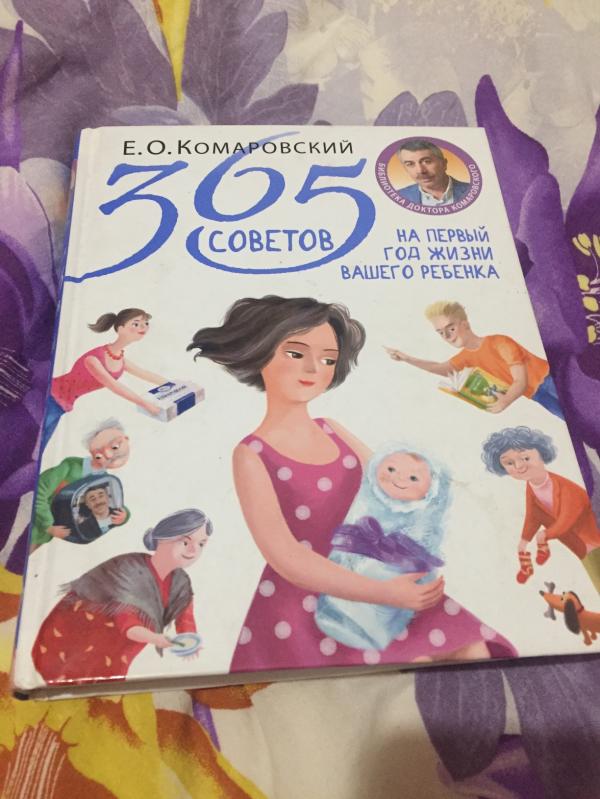 Е.О. Комаровский
365
советов
на первый
год жизни
вашего ребенка
Библиотека доктора Комаровского